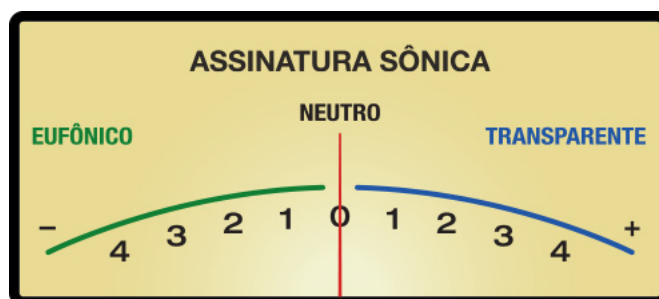 ASSINATURA SÔNICA
NEUTRO
EUFÔNICO TRANSPARENTE
− 4 3 2 1 0 1 2 3 4 +